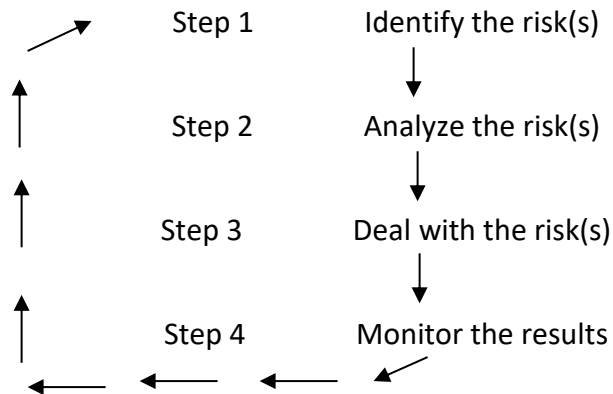 Step 1 Identify the risk(s)
Step 2 Analyze the risk(s)
Step 3 Deal with the risk(s)
Step 4 Monitor the results